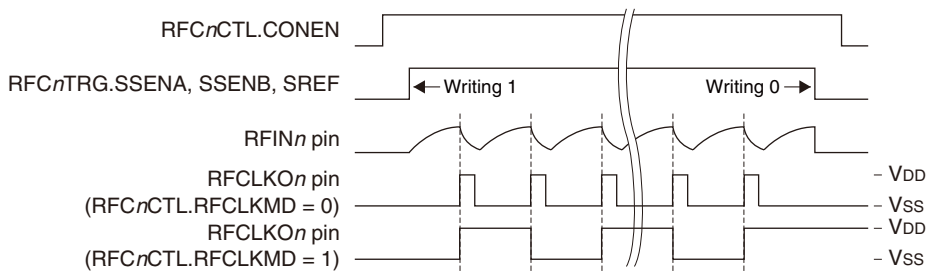 RFCnCTL.CONEN
RFCnTRG.SSENA, SSENB, SREF
Writing 1
Writing 0
RFINn pin
RFCLKOn pin
(RFCnCTL.RFCLKMD = 0)
VDD
VSS
RFCLKOn pin
(RFCnCTL.RFCLKMD = 1)
VDD
VSS